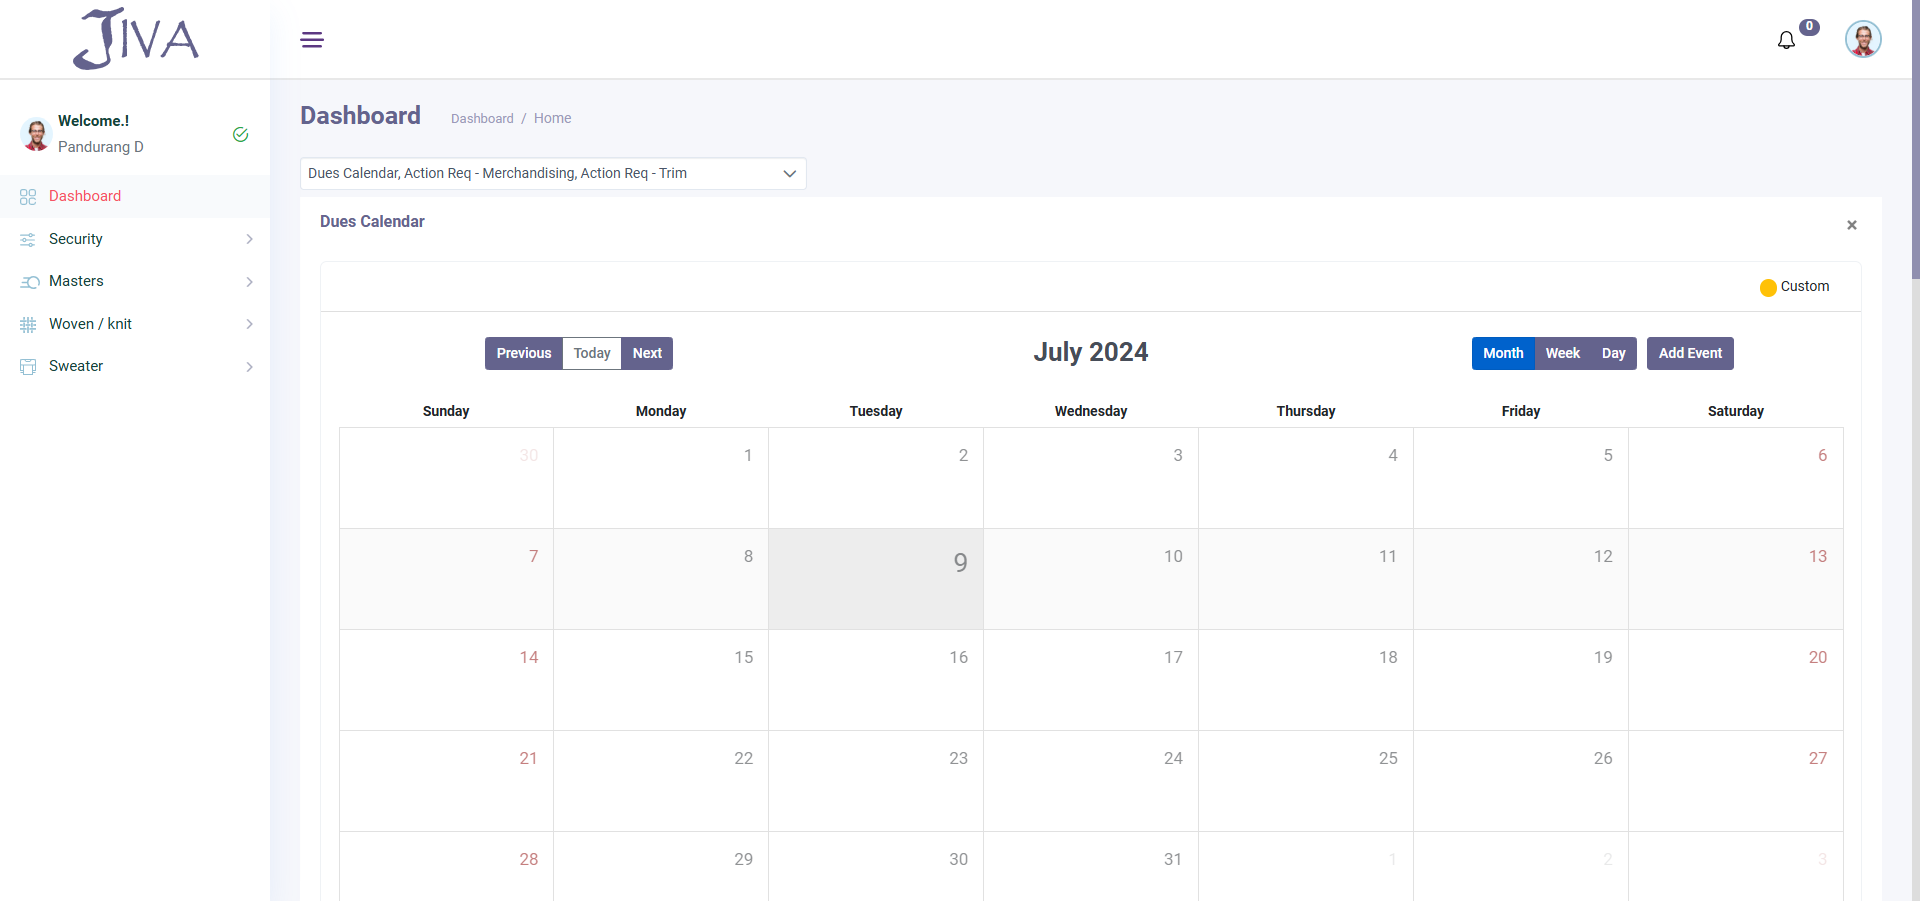 JIVA
0
Welcome.!
Pandurang D
Dashboard
Security
Masters
Woven / knit
Sweater
Dashboard
Dashboard / Home
Dues Calendar, Action Req - Merchandising, Action Req - Trim
Dues Calendar
×
Custom
Previous Today Next
July 2024
Month Week Day Add Event
Sunday Monday Tuesday Wednesday Thursday Friday Saturday
30 1 2 3 4 5 6
7 8 9 10 11 12 13
14 15 16 17 18 19 20
21 22 23 24 25 26 27
28 29 30 31 1 2 3